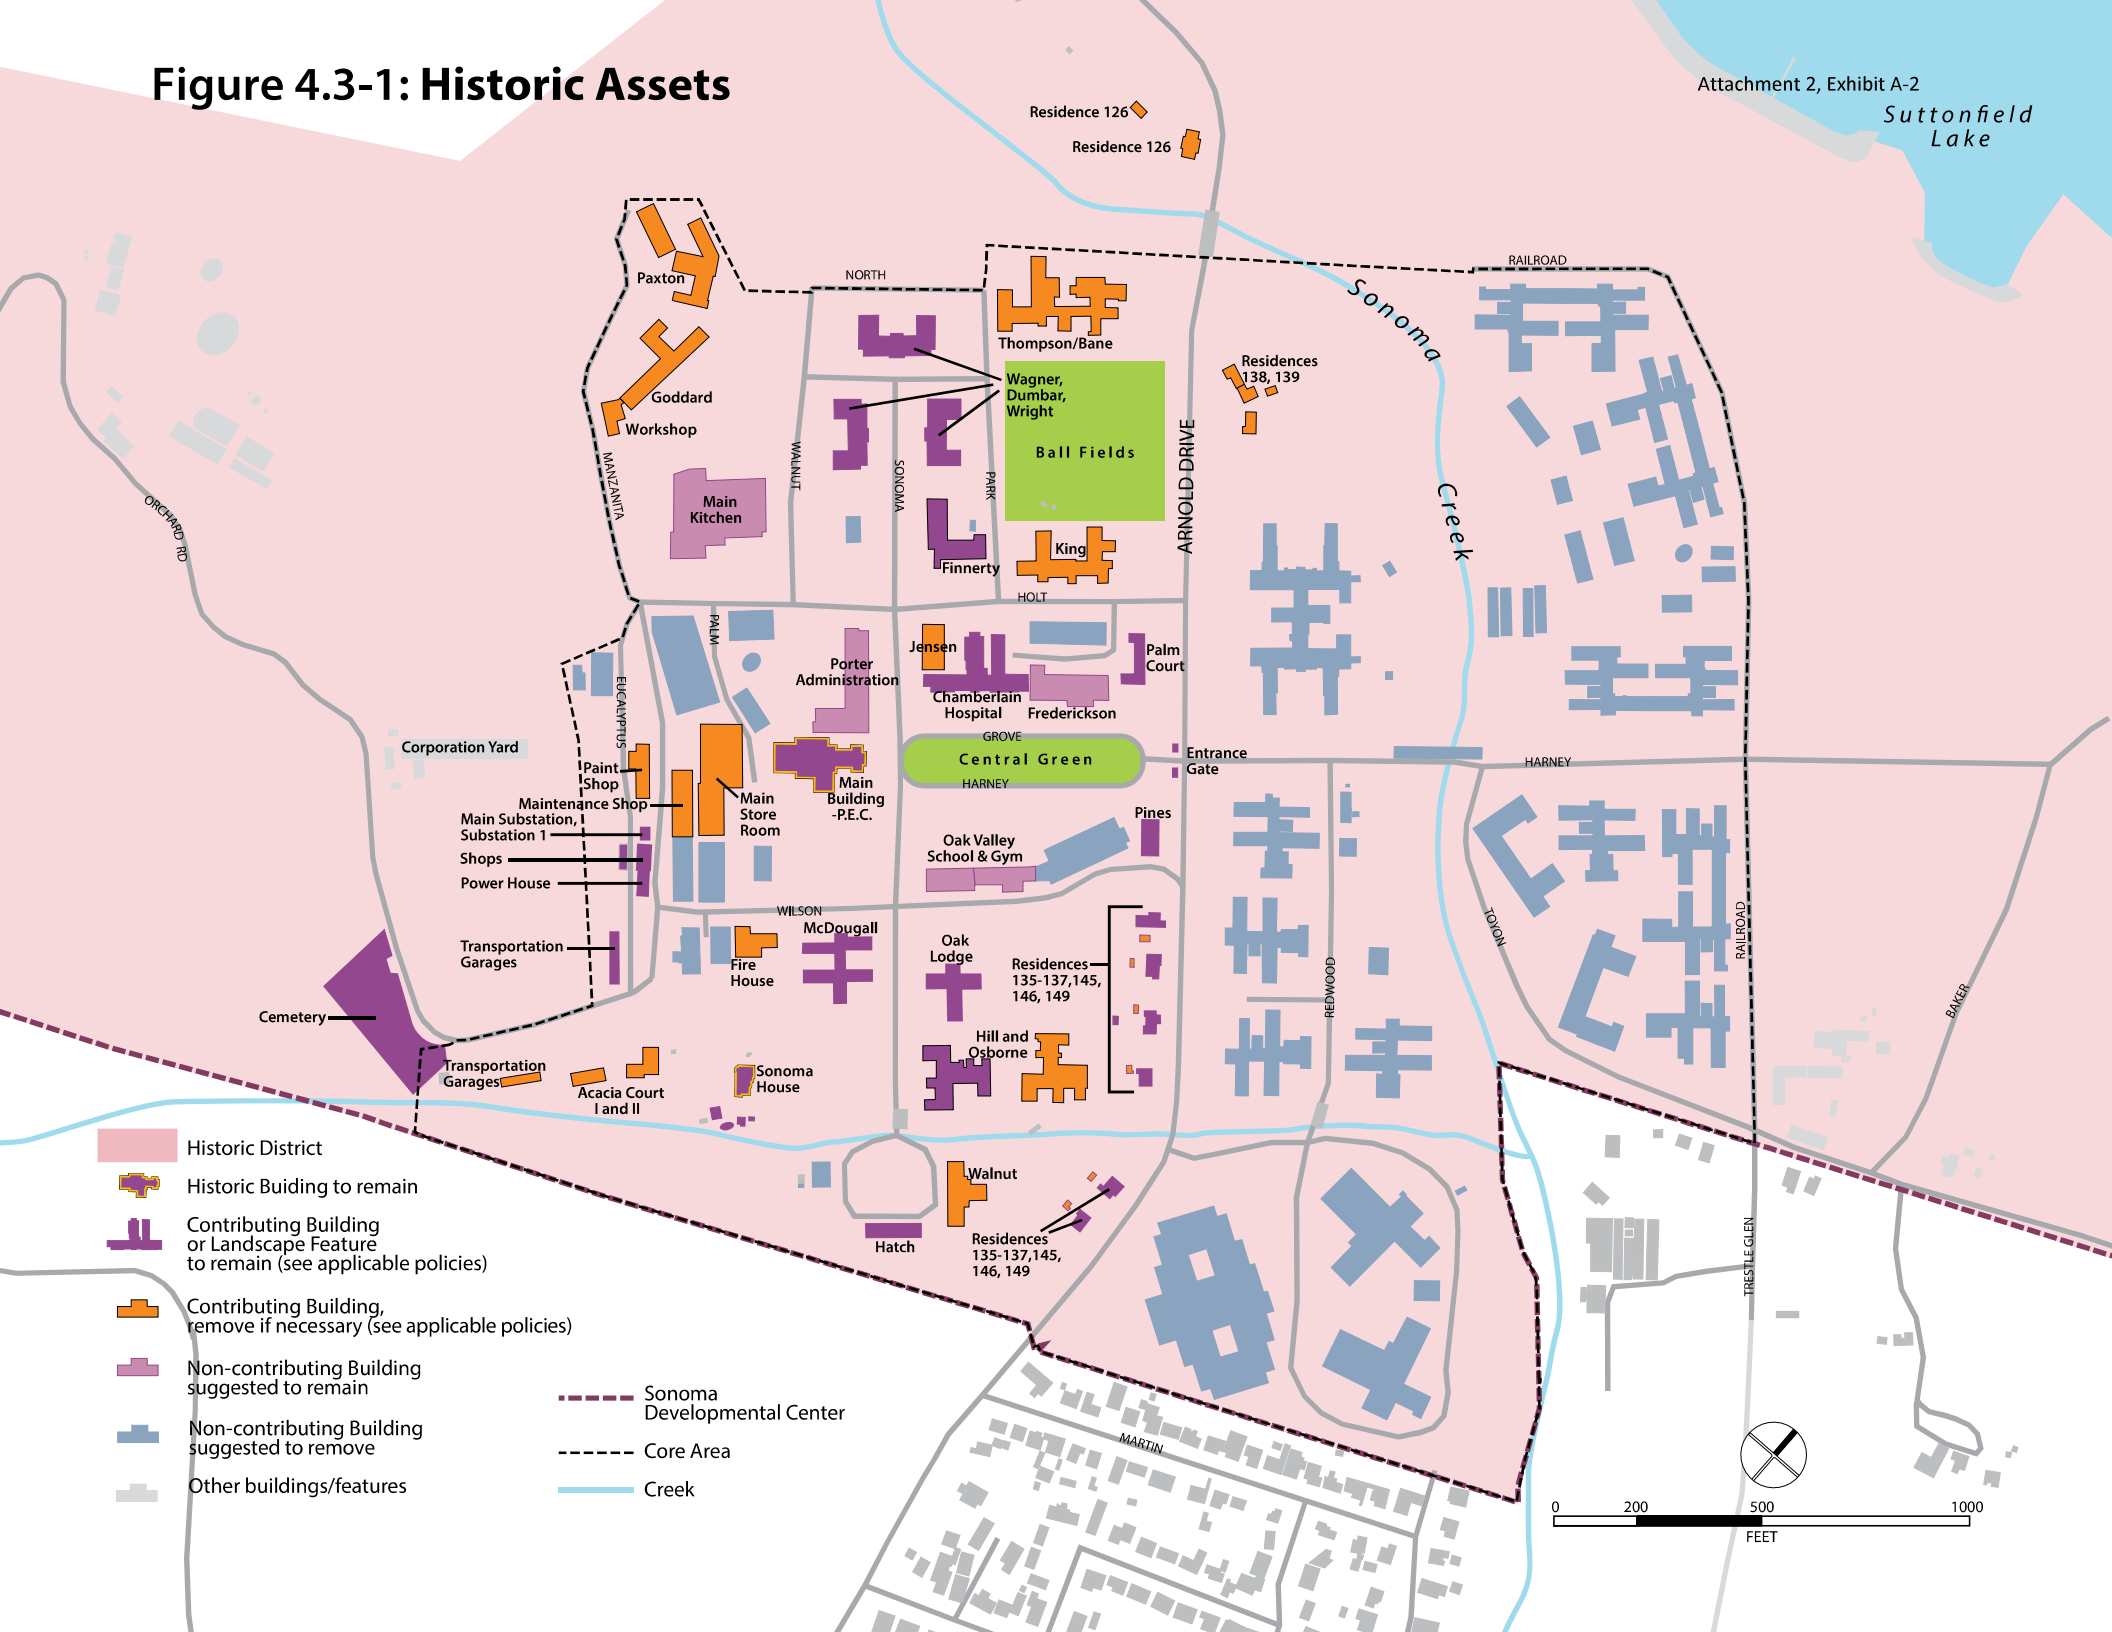 Figure 4.3-1: Historic Assets
Attachment 2, Exhibit A-2
Suttonfield
Lake
Residence 126
Residence 126
RAILROAD
NORTH
Paxton
Sonoma
Creek
Thompson/Bane
Residences
138, 139
Wagner,
Dumbar,
Wright
Goddard
Workshop
Ball Fields
ARNOLD DRIVE
MANZANITA
WALNUT
SONOMA
PARK
ORCHARD RD
Main
Kitchen
King
Finnerty
HOLT
PALM
Jensen
Porter
Administration
Palm
Court
Chamberlain
Hospital
Frederickson
EUCALYPTUS
GROVE
Central Green
HARNEY
Entrance
Gate
HARNEY
Corporation Yard
Paint
Shop
Maintenance Shop
Main
Store
Room
Main
Building
-P.E.C.
Main Substation,
Substation 1
Shops
Power House
Pines
Oak Valley
School & Gym
WILSON
McDougall
Transportation
Garages
Fire
House
Oak
Lodge
Residences
135-137,145,
146, 149
TOYON
RAILROAD
REDWOOD
BAKER
Cemetery
Hill and
Osborne
Transportation
Garages
Acacia Court
I and II
Sonoma
House
Walnut
Hatch
Residences
135-137,145,
146, 149
TRESTLE GLEN
MARTIN
Historic District
Historic Buiding to remain
Contributing Building
or Landscape Feature
to remain (see applicable policies)
Contributing Building,
remove if necessary (see applicable policies)
Non-contributing Building
suggested to remain
Non-contributing Building
suggested to remove
Other buildings/features
Sonoma
Developmental Center
Core Area
Creek
0 200 500 1000
FEET